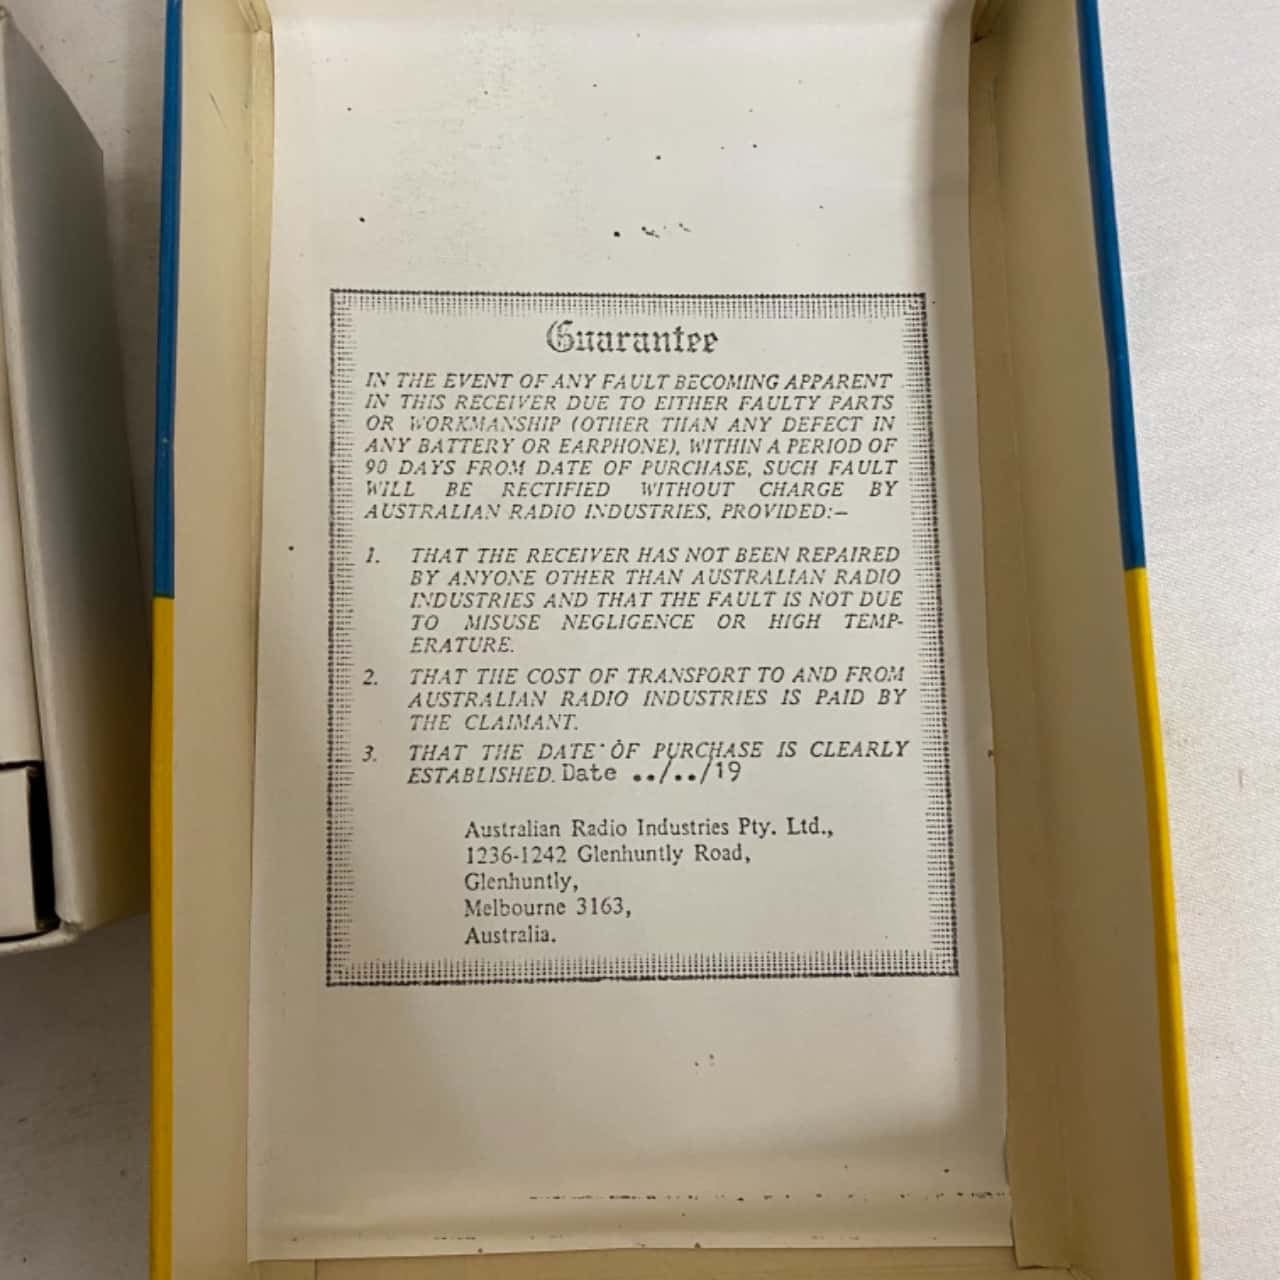 Guarantee
IN THE EVENT OF ANY FAULT BECOMING APPARENT
IN THIS RECEIVER DUE TO EITHER FAULTY PARTS
OR WORKMANSHIP (OTHER THAN ANY DEFECT IN
ANY BATTERY OR EARPHONE), WITHIN A PERIOD OF
90 DAYS FROM DATE OF PURCHASE, SUCH FAULT
WILL BE RECTIFIED WITHOUT CHARGE BY
AUSTRALIAN RADIO INDUSTRIES, PROVIDED:—
1. THAT THE RECEIVER HAS NOT BEEN REPAIRED
BY ANYONE OTHER THAN AUSTRALIAN RADIO
INDUSTRIES AND THAT THE FAULT IS NOT DUE
TO MISUSE NEGLIGENCE OR HIGH TEMP-
ERATURE.
2. THAT THE COST OF TRANSPORT TO AND FROM
AUSTRALIAN RADIO INDUSTRIES IS PAID BY
THE CLAIMANT.
3. THAT THE DATE OF PURCHASE IS CLEARLY
ESTABLISHED. Date ../../19
Australian Radio Industries Pty. Ltd.,
1236-1242 Glenhuntly Road,
Glenhuntly,
Melbourne 3163,
Australia.